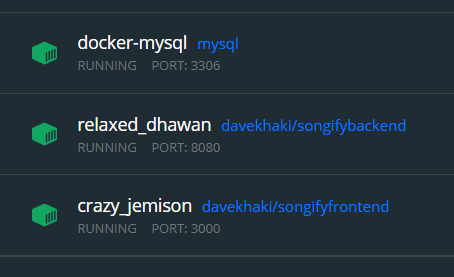 docker-mysql mysql
RUNNING PORT: 3306
relaxed_dhawan davekhaki/songifybackend
RUNNING PORT: 8080
crazy_jemison davekhaki/songifyfrontend
RUNNING PORT: 3000